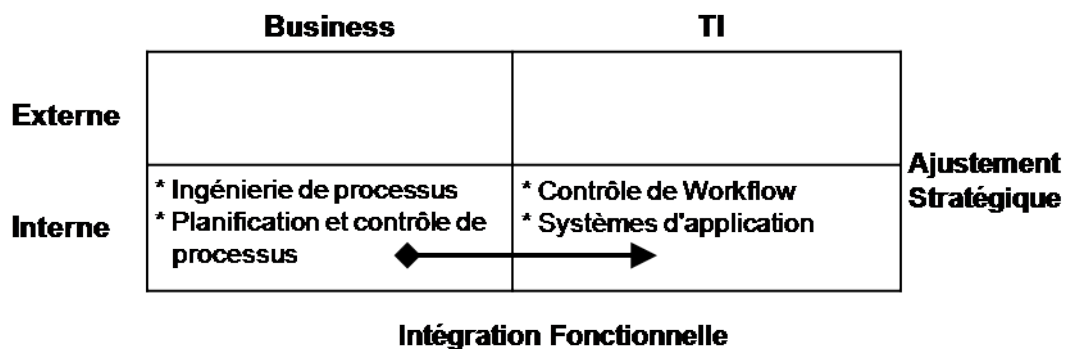 Business
TI
Externe
Interne
* Ingénierie de processus
* Planification et contrôle de
processus
* Contrôle de Workflow
* Systèmes d'application
Ajustement
Stratégique
Intégration Fonctionnelle